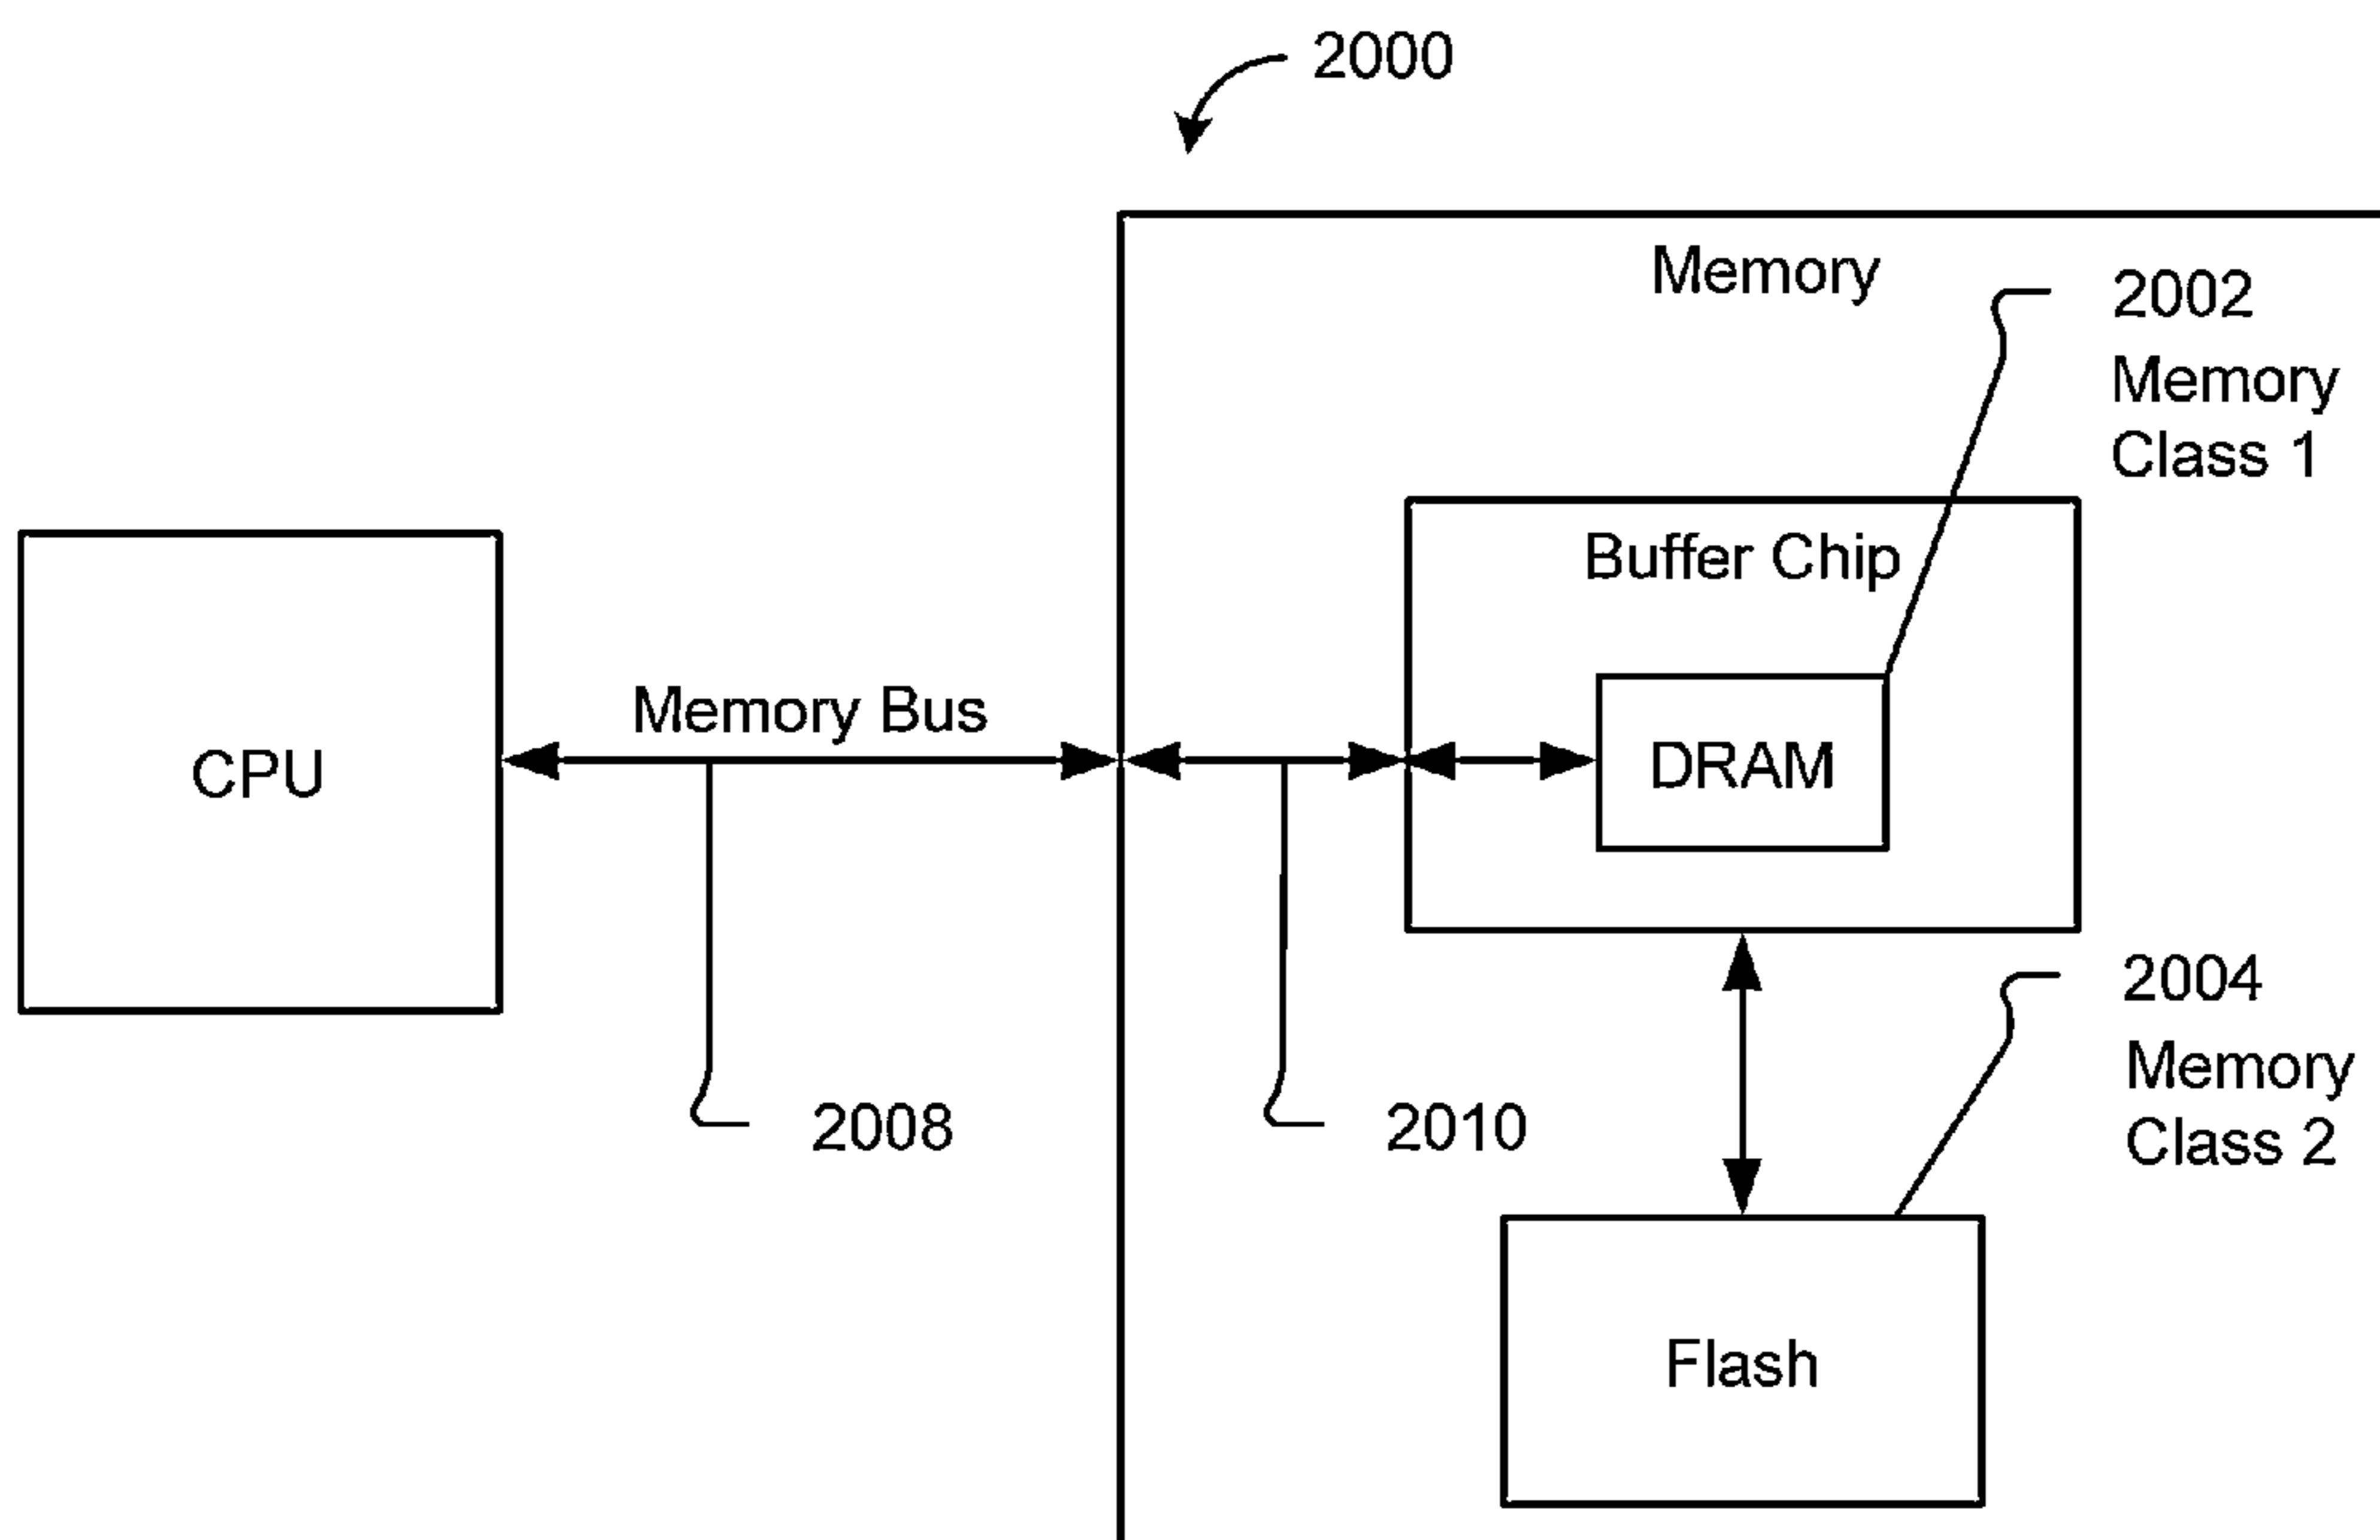 2000
Memory
2002
Memory
Class 1
Buffer Chip
Memory Bus
CPU
DRAM
2004
Memory
Class 2
2008
2010
Flash